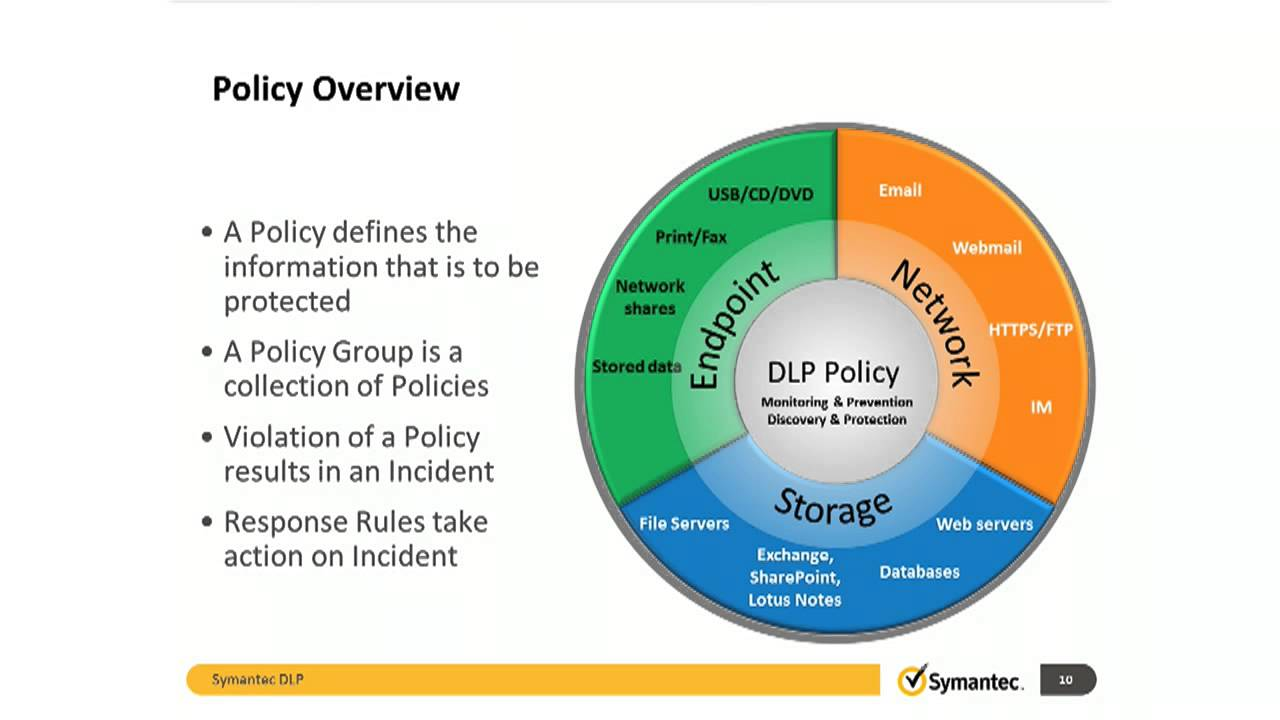 Policy Overview
• A Policy defines the
information that is to be
protected
• A Policy Group is a
collection of Policies
• Violation of a Policy
results in an Incident
• Response Rules take
action on Incident
USB/CD/DVD
Print/Fax
Network
shares
Stored data
Endpoint
Email
Webmail
HTTPS/FTP
IM
Network
DLP Policy
Monitoring & Prevention
Discovery & Protection
Storage
File Servers
Exchange,
SharePoint,
Lotus Notes
Databases
Web servers
Symantec DLP
Symantec.
10